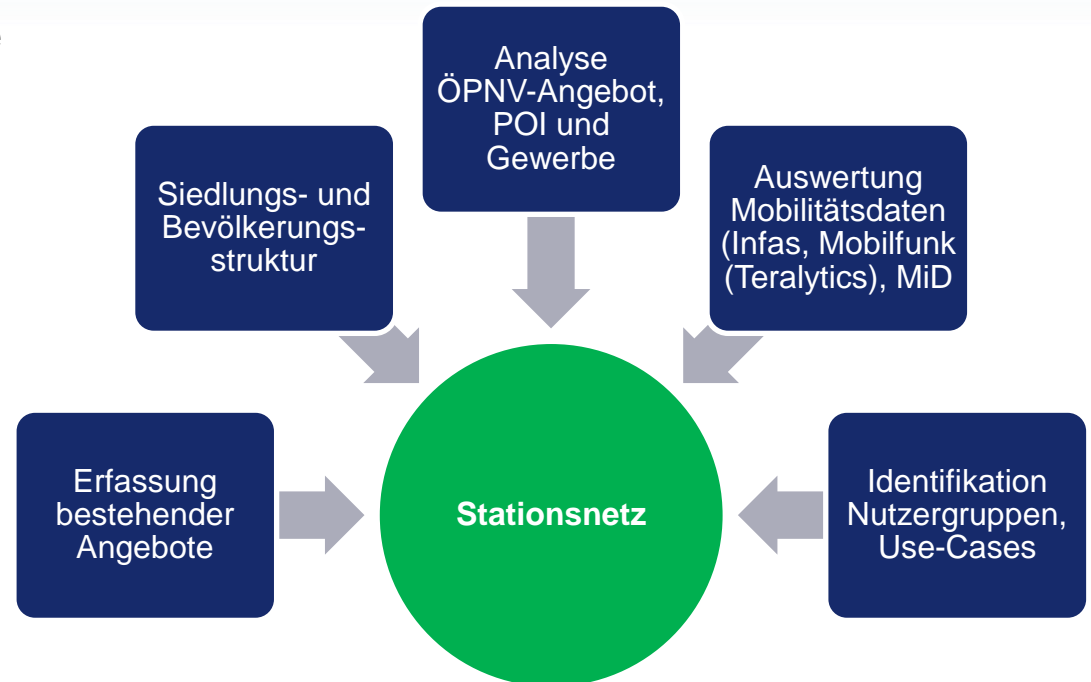 Analyse
ÖPNV-Angebot,
POI und
Gewerbe
Siedlungs- und
Bevölkerungs-
struktur
Auswertung
Mobilitätsdaten
(Infas, Mobilfunk
(Teralytics), MiD
Erfassung
bestehender
Angebote
Stationsnetz
Identifikation
Nutzergruppen,
Use-Cases